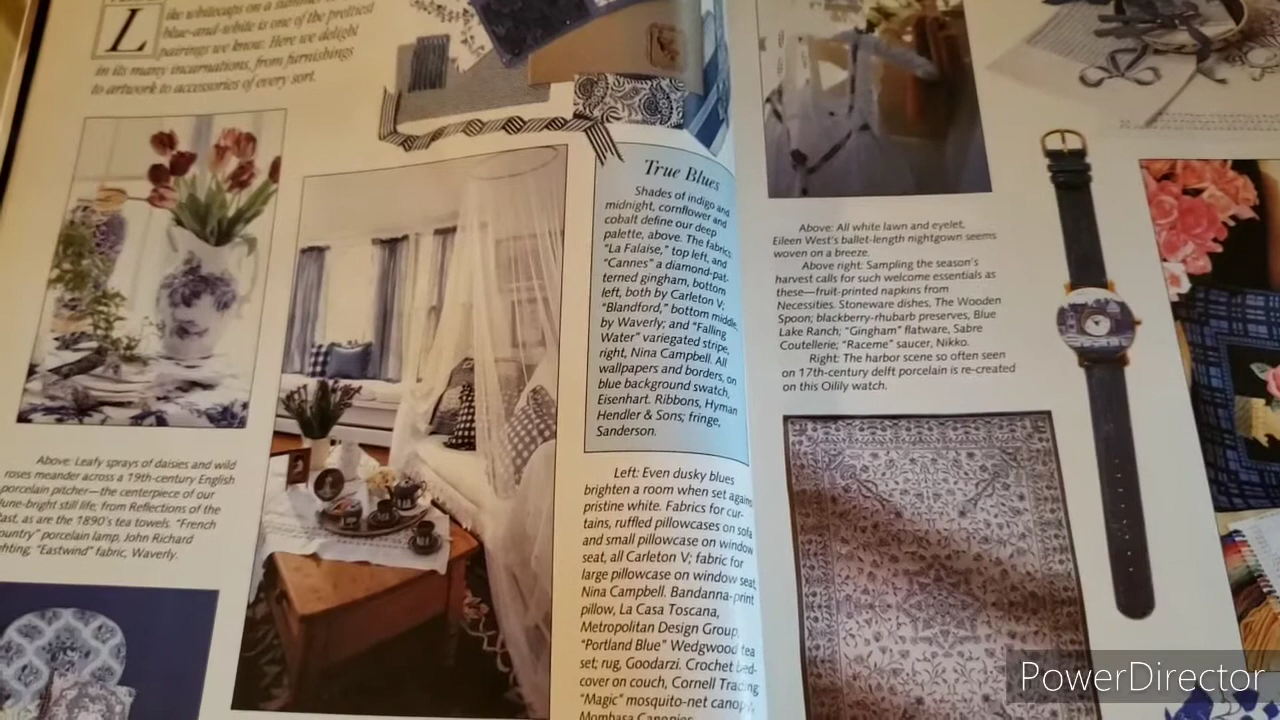 L
ike whitecaps on a summer
blue-and-white is one of the prettiest
pairings we know. Here we delight
in its many incarnations, from furnishings
to artwork to accessories of every sort.
Above: Leafy sprays of daisies and wild
roses meander across a 19th-century English
porcelain pitcher—the centerpiece of our
June-bright still life; from Reflections of the
Past, as are the 1890's tea towels. "French
Country" porcelain lamp, John Richard
Lighting, "Eastwind" fabric, Waverly.
True Blues
Shades of indigo and
midnight, cornflower and
cobalt define our deep
palette, above. The fabrics
"La Falaise," top left, and
"Cannes" a diamond-pat-
terned gingham, bottom
left, both by Carleton V;
"Blandford," bottom middle,
by Waverly; and "Falling
Water" variegated stripe,
right, Nina Campbell. All
wallpapers and borders, on
blue background swatch,
Eisenhart. Ribbons, Hyman
Hendler & Sons; fringe,
Sanderson.
Left: Even dusky blues
brighten a room when set against
pristine white. Fabrics for cur-
tains, ruffled pillowcases on sofa
and small pillowcase on window
seat, all Carleton V; fabric for
large pillowcase on window seat,
Nina Campbell. Bandanna-print
pillow, La Casa Toscana,
Metropolitan Design Group,
"Portland Blue" Wedgwood tea
set; rug, Goodarzi. Crochet bed-
cover on couch, Cornell Trading
"Magic" mosquito-net canopy,
Mombasa Canopies
Above: All white lawn and eyelet,
Eileen West's ballet-length nightgown seems
woven on a breeze.
Above right: Sampling the season's
harvest calls for such welcome essentials as
these—fruit-printed napkins from
Necessities. Stoneware dishes, The Wooden
Spoon; blackberry-rhubarb preserves, Blue
Lake Ranch; "Gingham" flatware, Sabre
Coutellerie; "Raceme" saucer, Nikko.
Right: The harbor scene so often seen
on 17th-century delft porcelain is re-created
on this Oilily watch.
PowerDirector